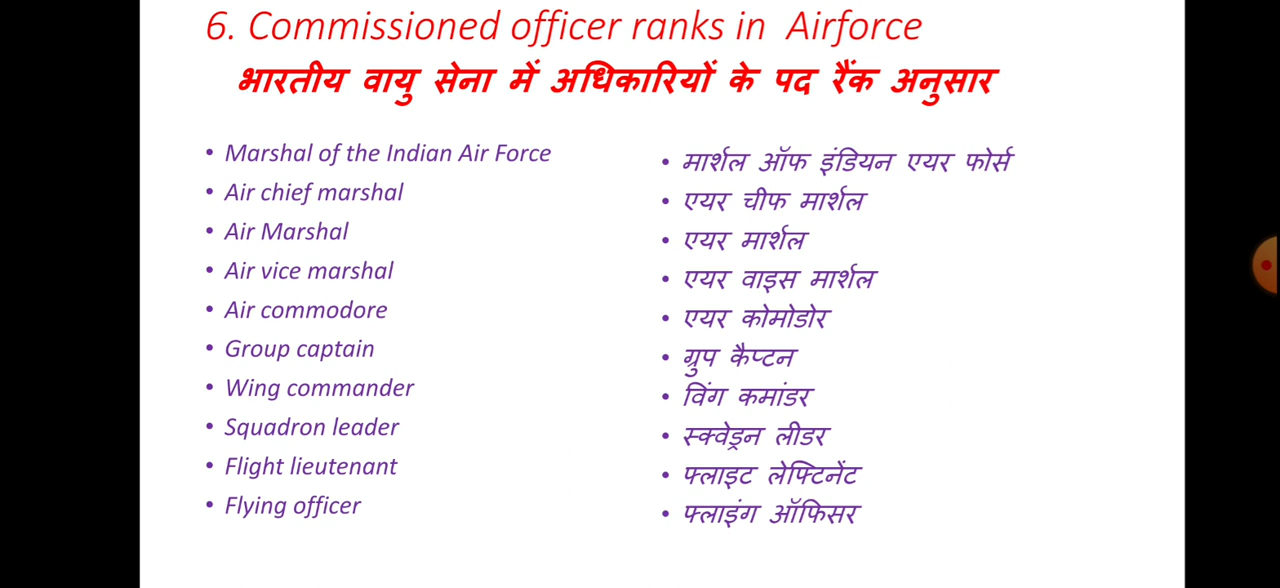 6. Commissioned officer ranks in Airforce
भारतीय वायु सेना में अधिकारियों के पद रैंक अनुसार
• Marshal of the Indian Air Force
• Air chief marshal
• Air Marshal
• Air vice marshal
• Air commodore
• Group captain
• Wing commander
• Squadron leader
• Flight lieutenant
• Flying officer
• मार्शल ऑफ इंडियन एयर फोर्स
• एयर चीफ मार्शल
• एयर मार्शल
• एयर वाइस मार्शल
• एयर कोमोडोर
• ग्रुप कैप्टन
• विंग कमांडर
• स्क्वेड्रन लीडर
• फ्लाइट लेफ्टिनेंट
• फ्लाइंग ऑफिसर